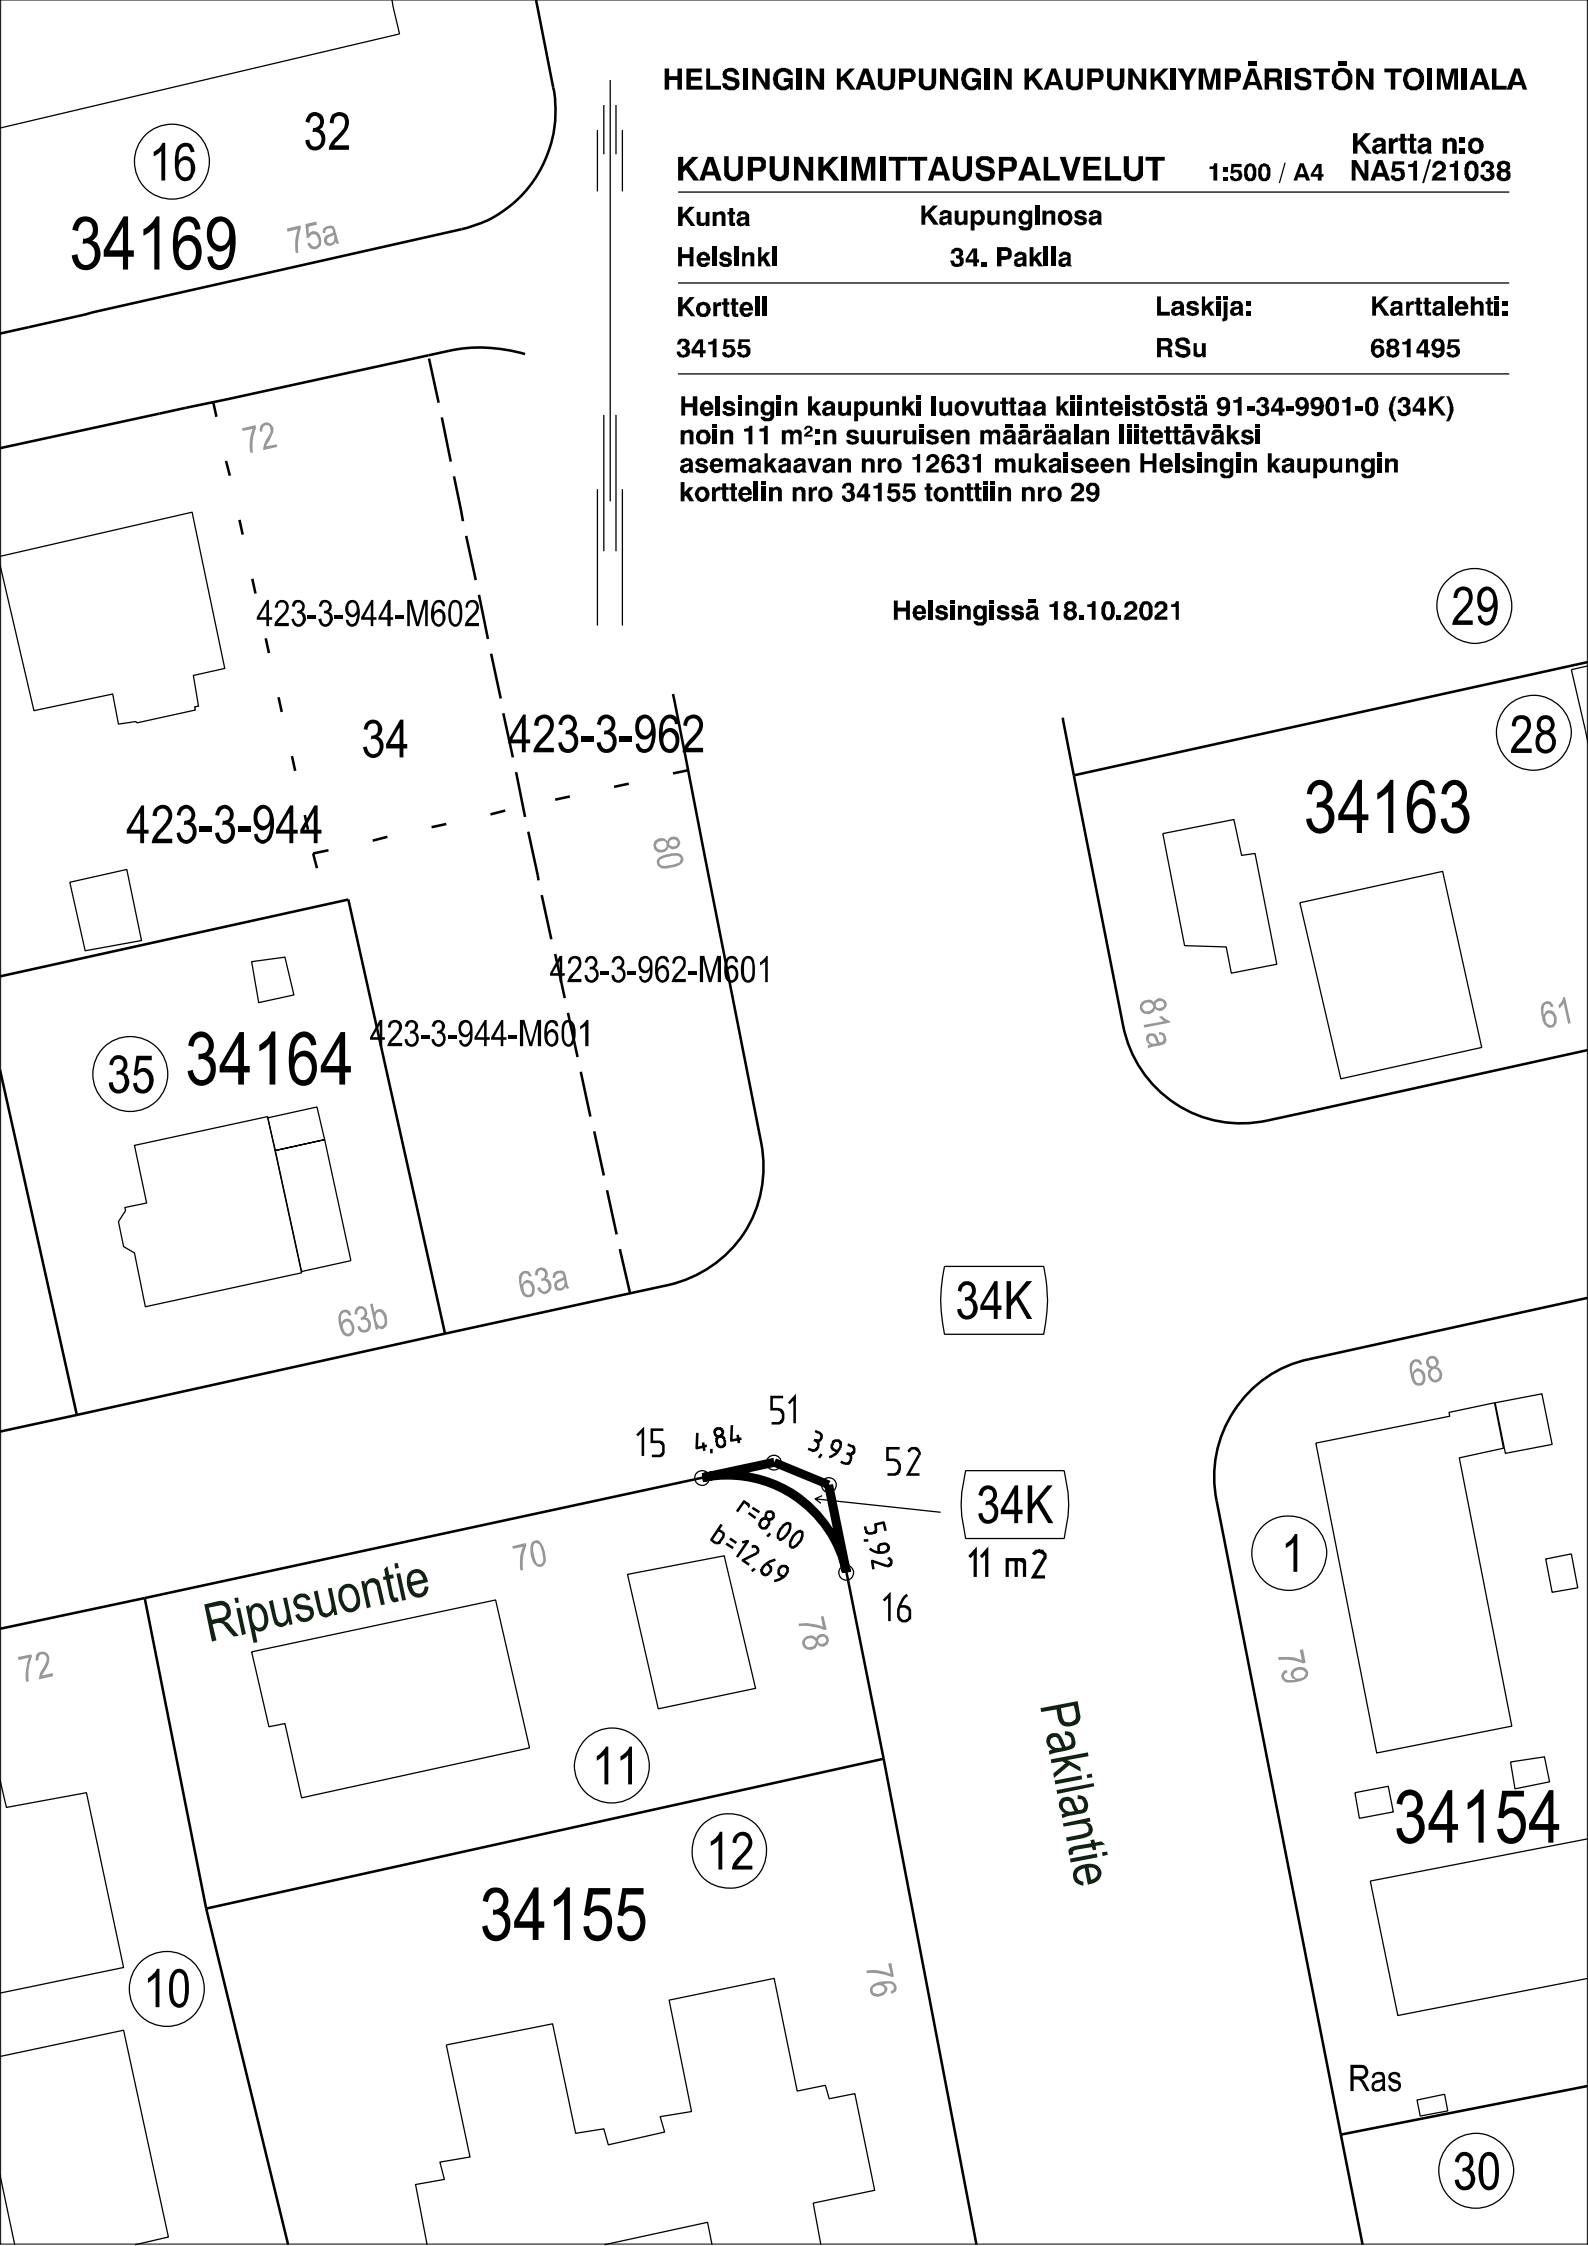 HELSINGIN KAUPUNGIN KAUPUNKIYMPÄRISTÖN TOIMIALA
KAUPUNKIMITTAUSPALVELUT 1:500 / A4 Kartta n:o NA51/21038
Kunta Kaupunginosa
Helsinki 34. Pakila
Kortteli Laskija: Karttalehti:
34155 RSu 681495
Helsingin kaupunki luovuttaa kiinteistöstä 91-34-9901-0 (34K)
noin 11 m²:n suuruisen määräalan liitettäväksi
asemakaavan nro 12631 mukaiseen Helsingin kaupungin
korttelin nro 34155 tonttiin nro 29
Helsingissä 18.10.2021
16
32
34169
75a
72
423-3-944-M602
29
34
423-3-962
28
423-3-944
34163
80
423-3-962-M601
81a
61
35
34164
423-3-944-M601
63a
63b
34K
68
15
4,84
51
3,93
52
34K
11 m2
r=8,00
b=12,69
5,92
16
1
70
Ripusuontie
78
72
79
11
Pakilantie
12
34154
34155
10
76
Ras
30